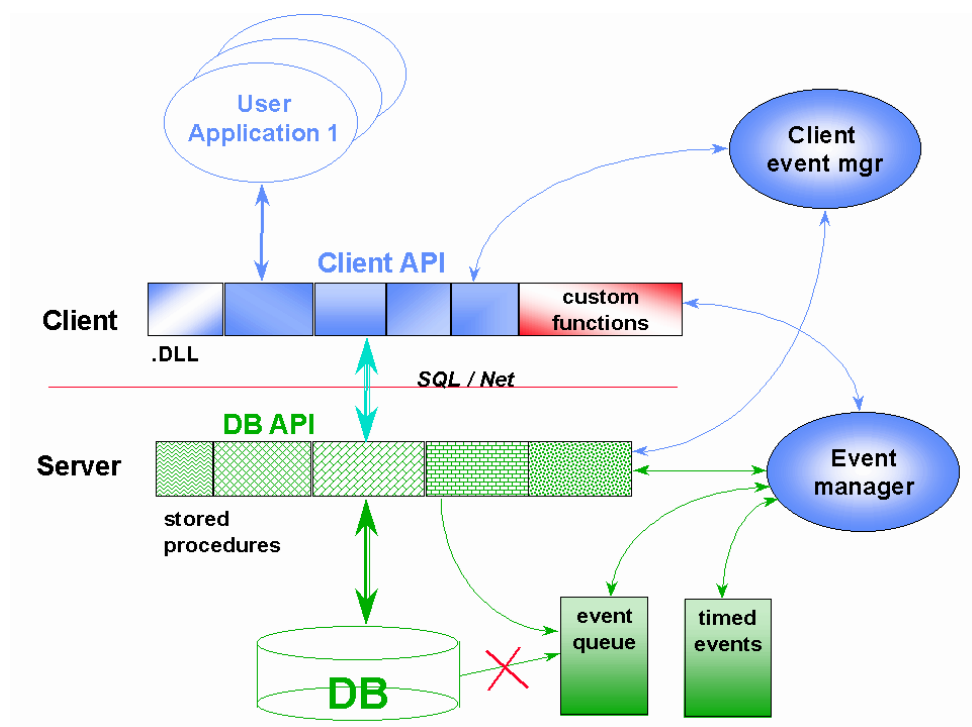 User
Application 1
Client
event mgr
Client API
custom
functions
Client
.DLL
SQL / Net
DB API
Server
Event
manager
stored
procedures
event
queue
timed
events
DB